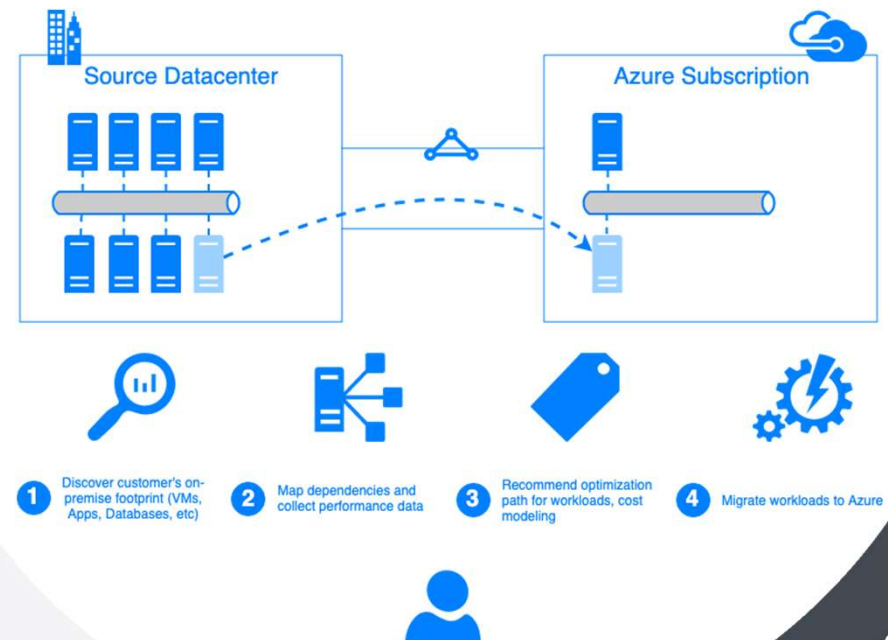 Source Datacenter
Azure Subscription
1
Discover customer's on-
premise footprint (VMs,
Apps, Databases, etc)
2
Map dependencies and
collect performance data
3
Recommend optimization
path for workloads, cost
modeling
4
Migrate workloads to Azure